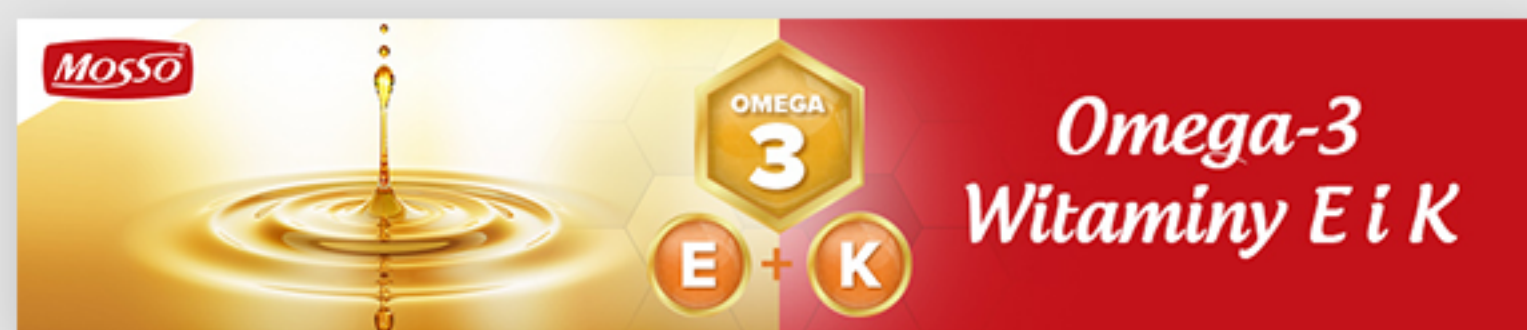 Mosso
OMEGA
3
E + K
Omega-3
Witaminy E i K